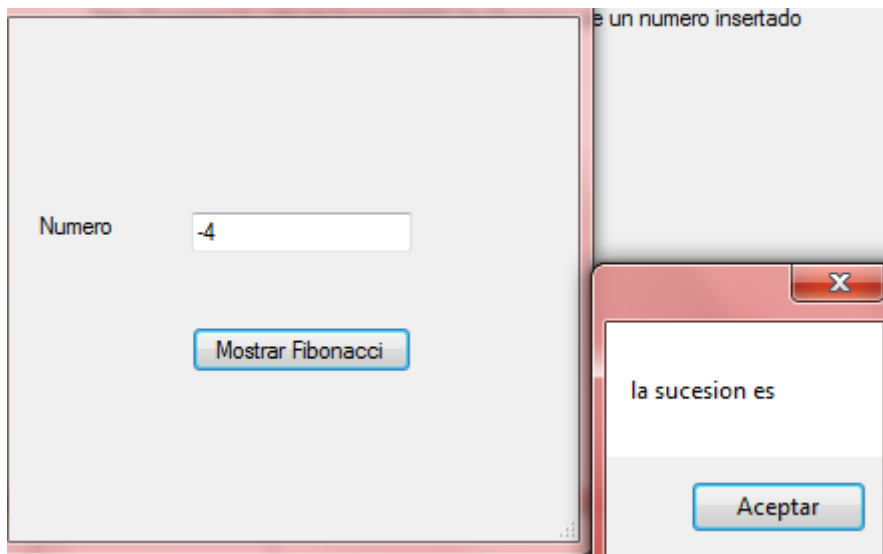 e un numero insertado
Numero
-4
Mostrar Fibonacci
la sucesion es
Aceptar